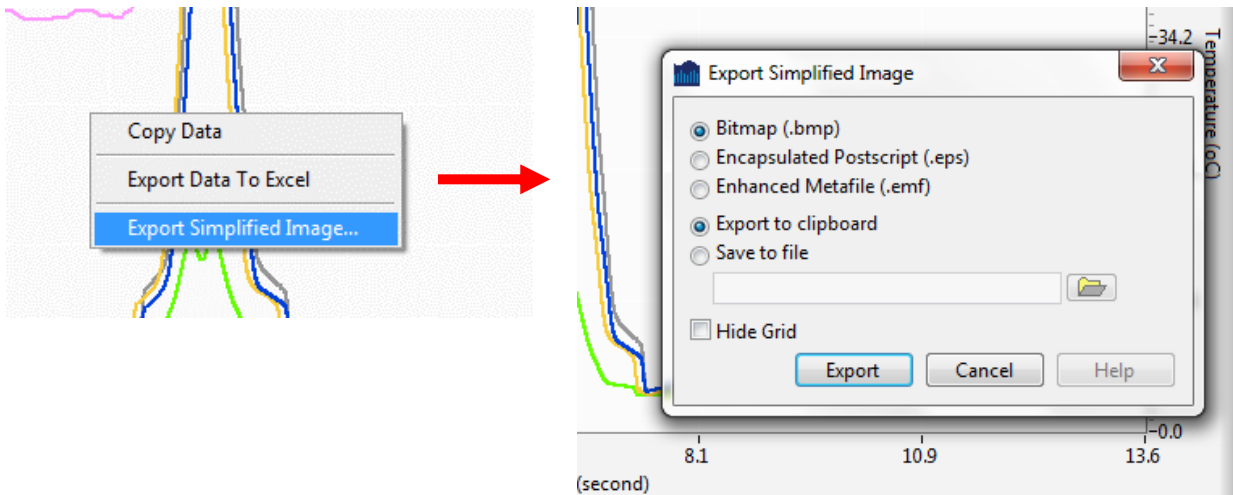 Copy Data
Export Data To Excel
Export Simplified Image...
34.2
Temperature (oC)
Export Simplified Image
Bitmap (.bmp)
Encapsulated Postscript (.eps)
Enhanced Metafile (.emf)
Export to clipboard
Save to file
Hide Grid
Export Cancel Help
0.0
8.1 10.9 13.6
(second)